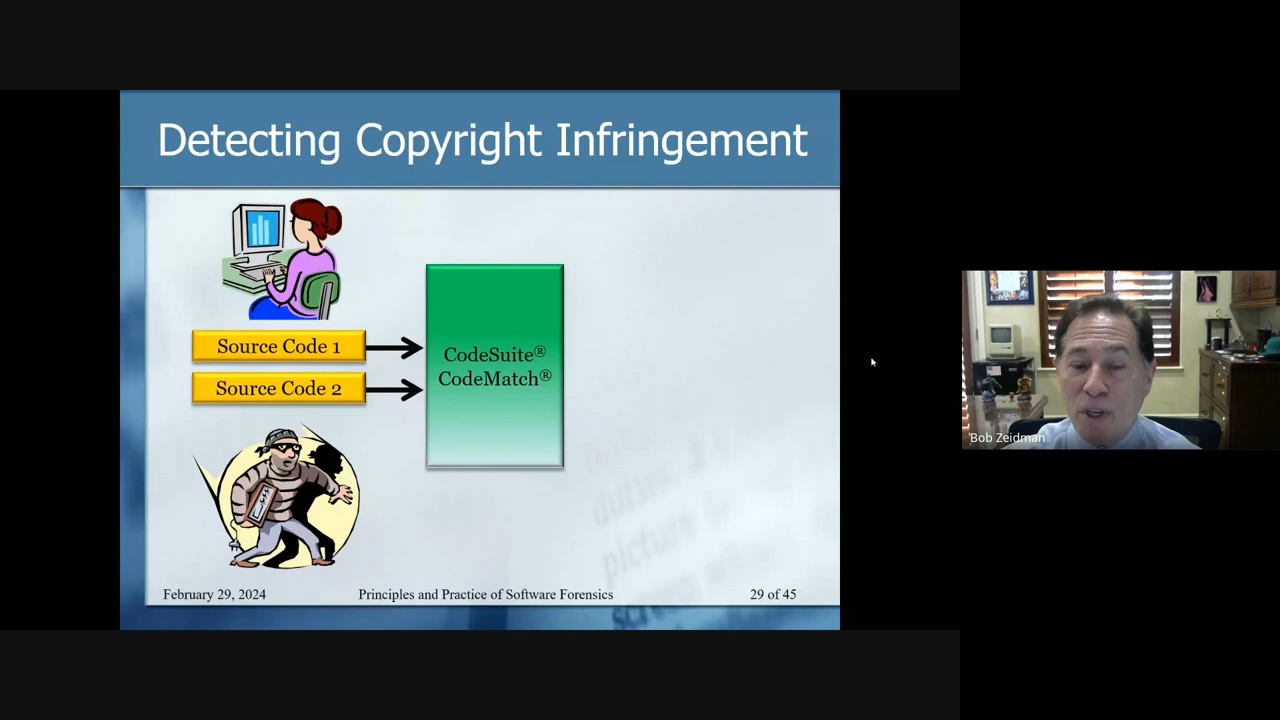 Detecting Copyright Infringement
Source Code 1
Source Code 2
CodeSuite®
CodeMatch®
February 29, 2024
Principles and Practice of Software Forensics
29 of 45
Bob Zeidman